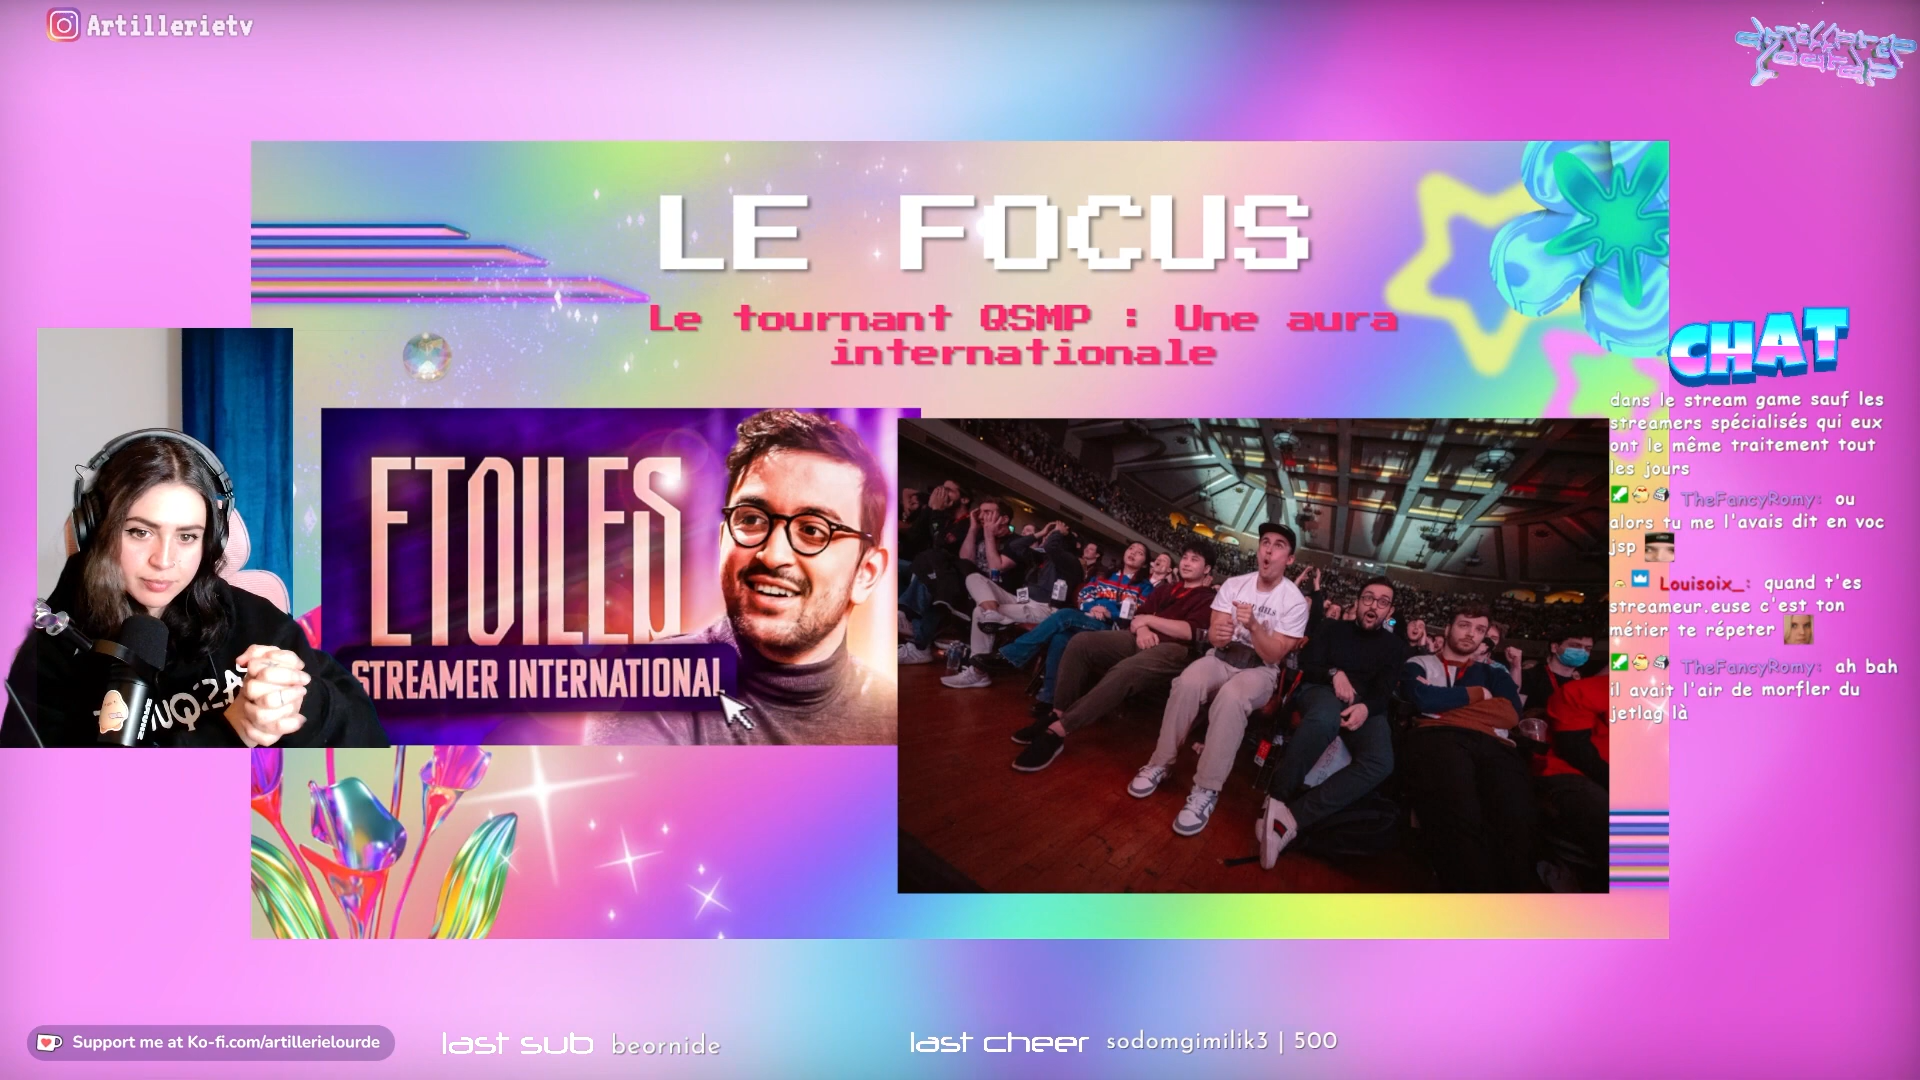 Artillerietv
LE FOCUS
Le tournant QSMP : Une aura
internationale
ETOILES
STREAMER INTERNATIONAL
CHAT
dans le stream game sauf les
streamers spécialisés qui eux
ont le même traitement tout
les jours
TheFancyRomy: ou
alors tu me l'avais dit en voc
jsp
Louisoix_: quand t'es
streameur.euse c'est ton
métier te répeter
TheFancyRomy: ah bah
il avait l'air de morfler du
jetlag là
Support me at Ko-fi.com/artillerielourde
last sub beornide
last cheer sodomgimilik3 | 500